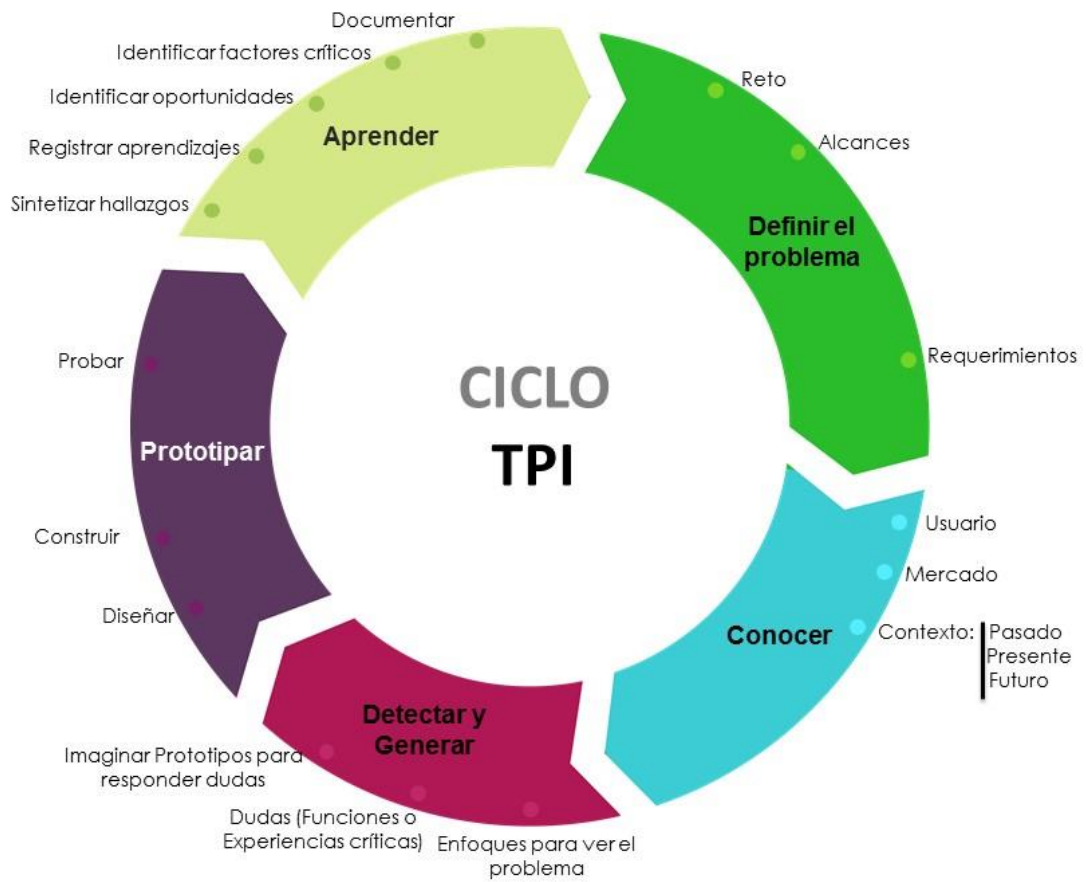 Documentar
Identificar factores críticos
Identificar oportunidades
Registrar aprendizajes
Sintetizar hallazgos
Aprender
Reto
Alcances
Definir el
problema
Requerimientos
CICLO
TPI
Probar
Prototipar
Construir
Diseñar
Usuario
Mercado
Conocer
Contexto:
Pasado
Presente
Futuro
Detectar y
Generar
Imaginar Prototipos para
responder dudas
Dudas (Funciones o
Experiencias críticas)
Enfoques para ver el
problema